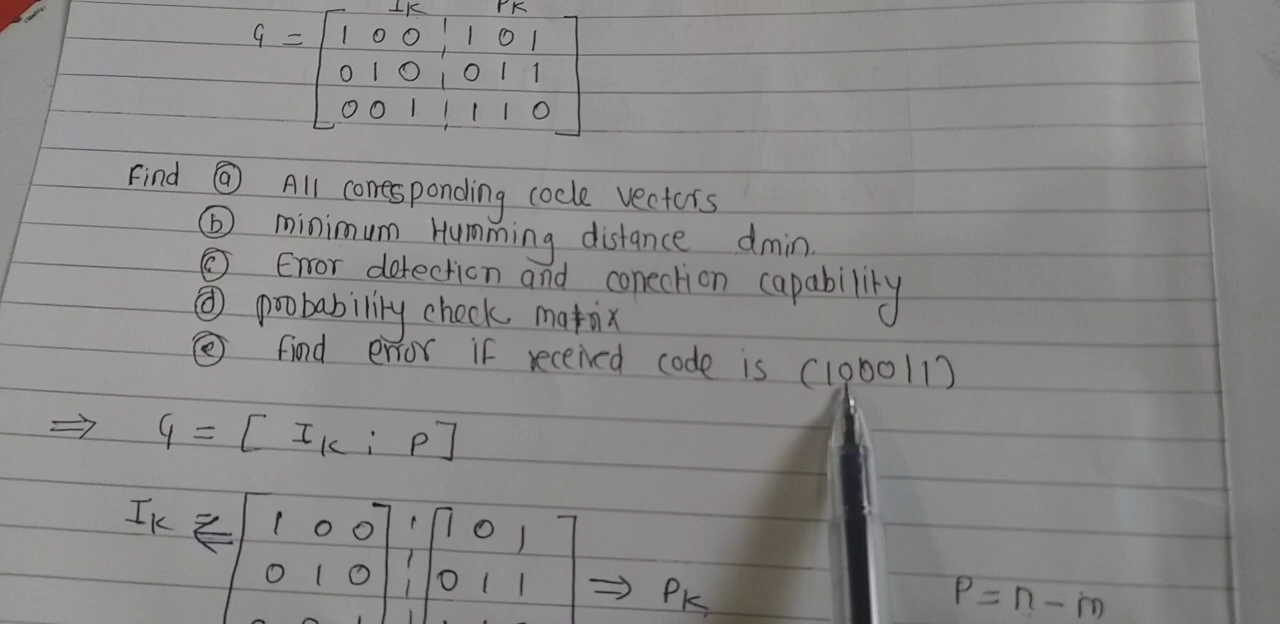 IK PK
G = [ 1 0 0 ¦ 1 0 1
0 1 0 ¦ 0 1 1
0 0 1 ¦ 1 1 0 ]
Find (a) All corresponding code vectors
(b) minimum Humming distance dmin.
(c) Error detection and correction capability
(d) probability check matrix
(e) find error if received code is (100011)
⇒ G = [ IK ; P ]
IK ⇐ [ 1 0 0 ] ¦ [ 1 0 1 ]
0 1 0 ¦ 0 1 1 ⇒ PK P = n - m